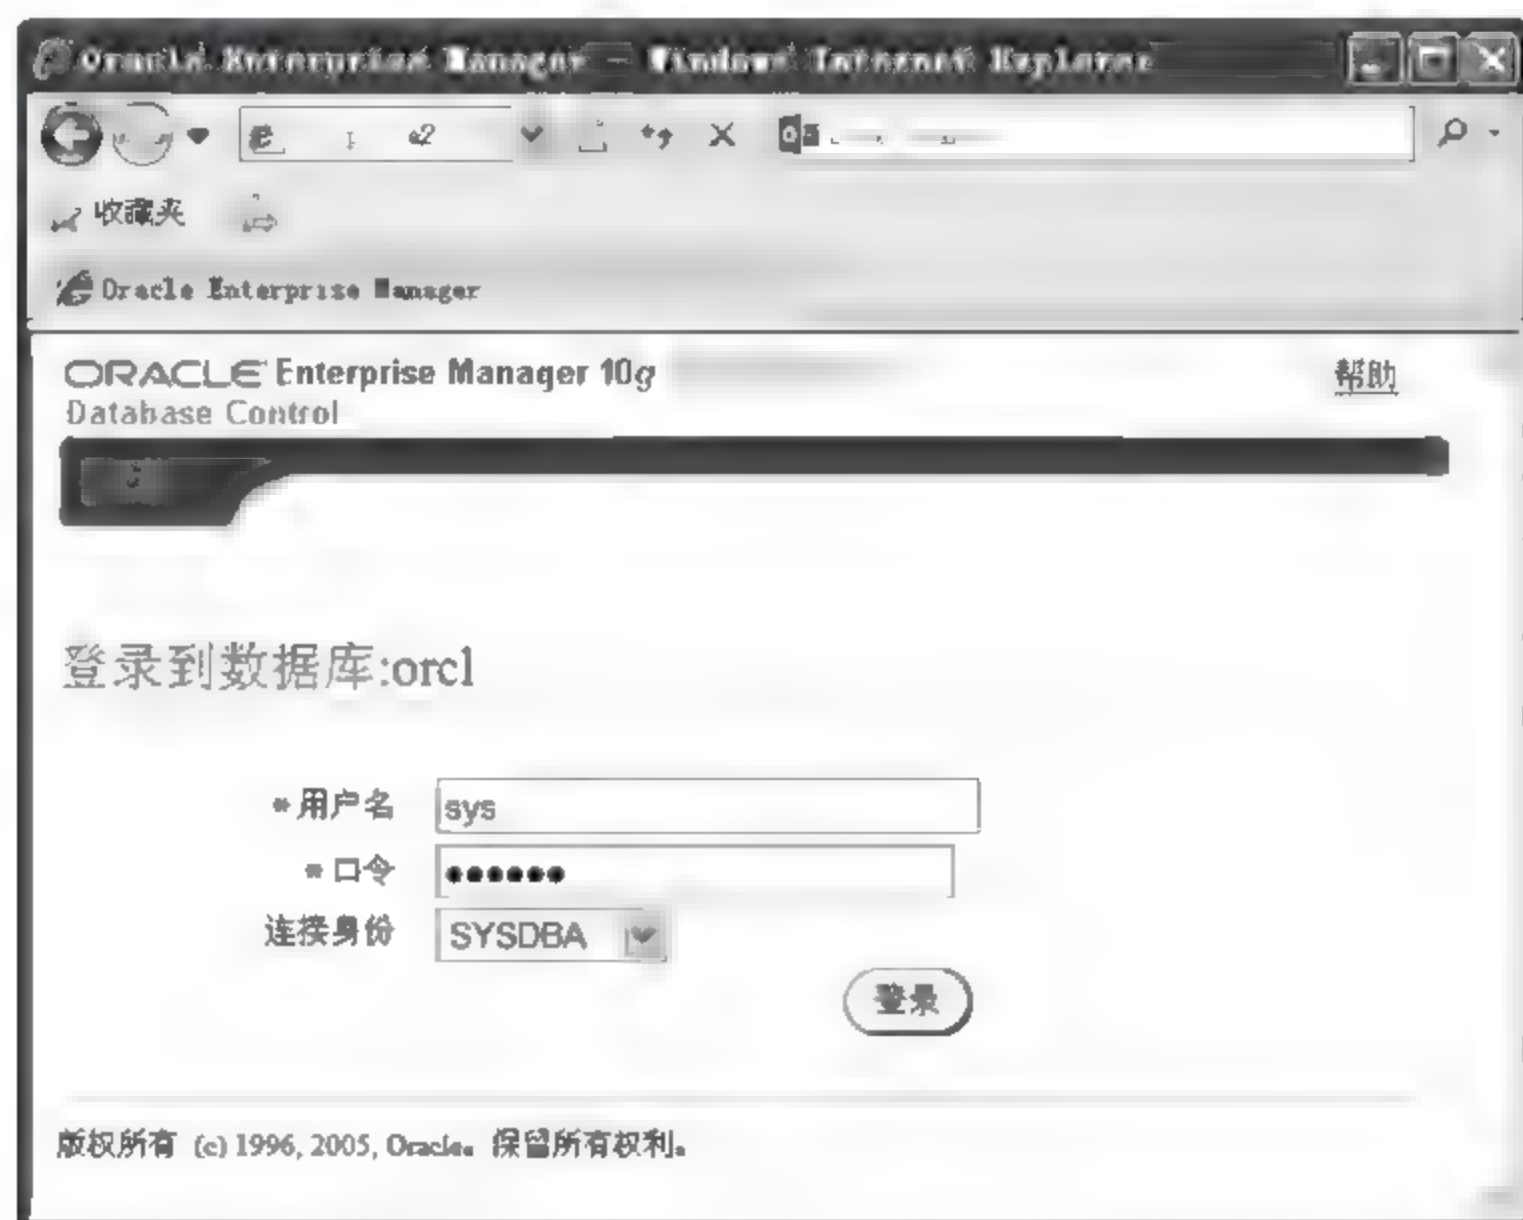 Oracle Enterprise Manager - Windows Internet Explorer
收藏夹
Oracle Enterprise Manager
ORACLE Enterprise Manager 10g
帮助
Database Control
登录到数据库:orcl
*用户名 sys
*口令 ●●●●●●
连接身份 SYSDBA
登录
版权所有 (c) 1996, 2005, Oracle。保留所有权利。